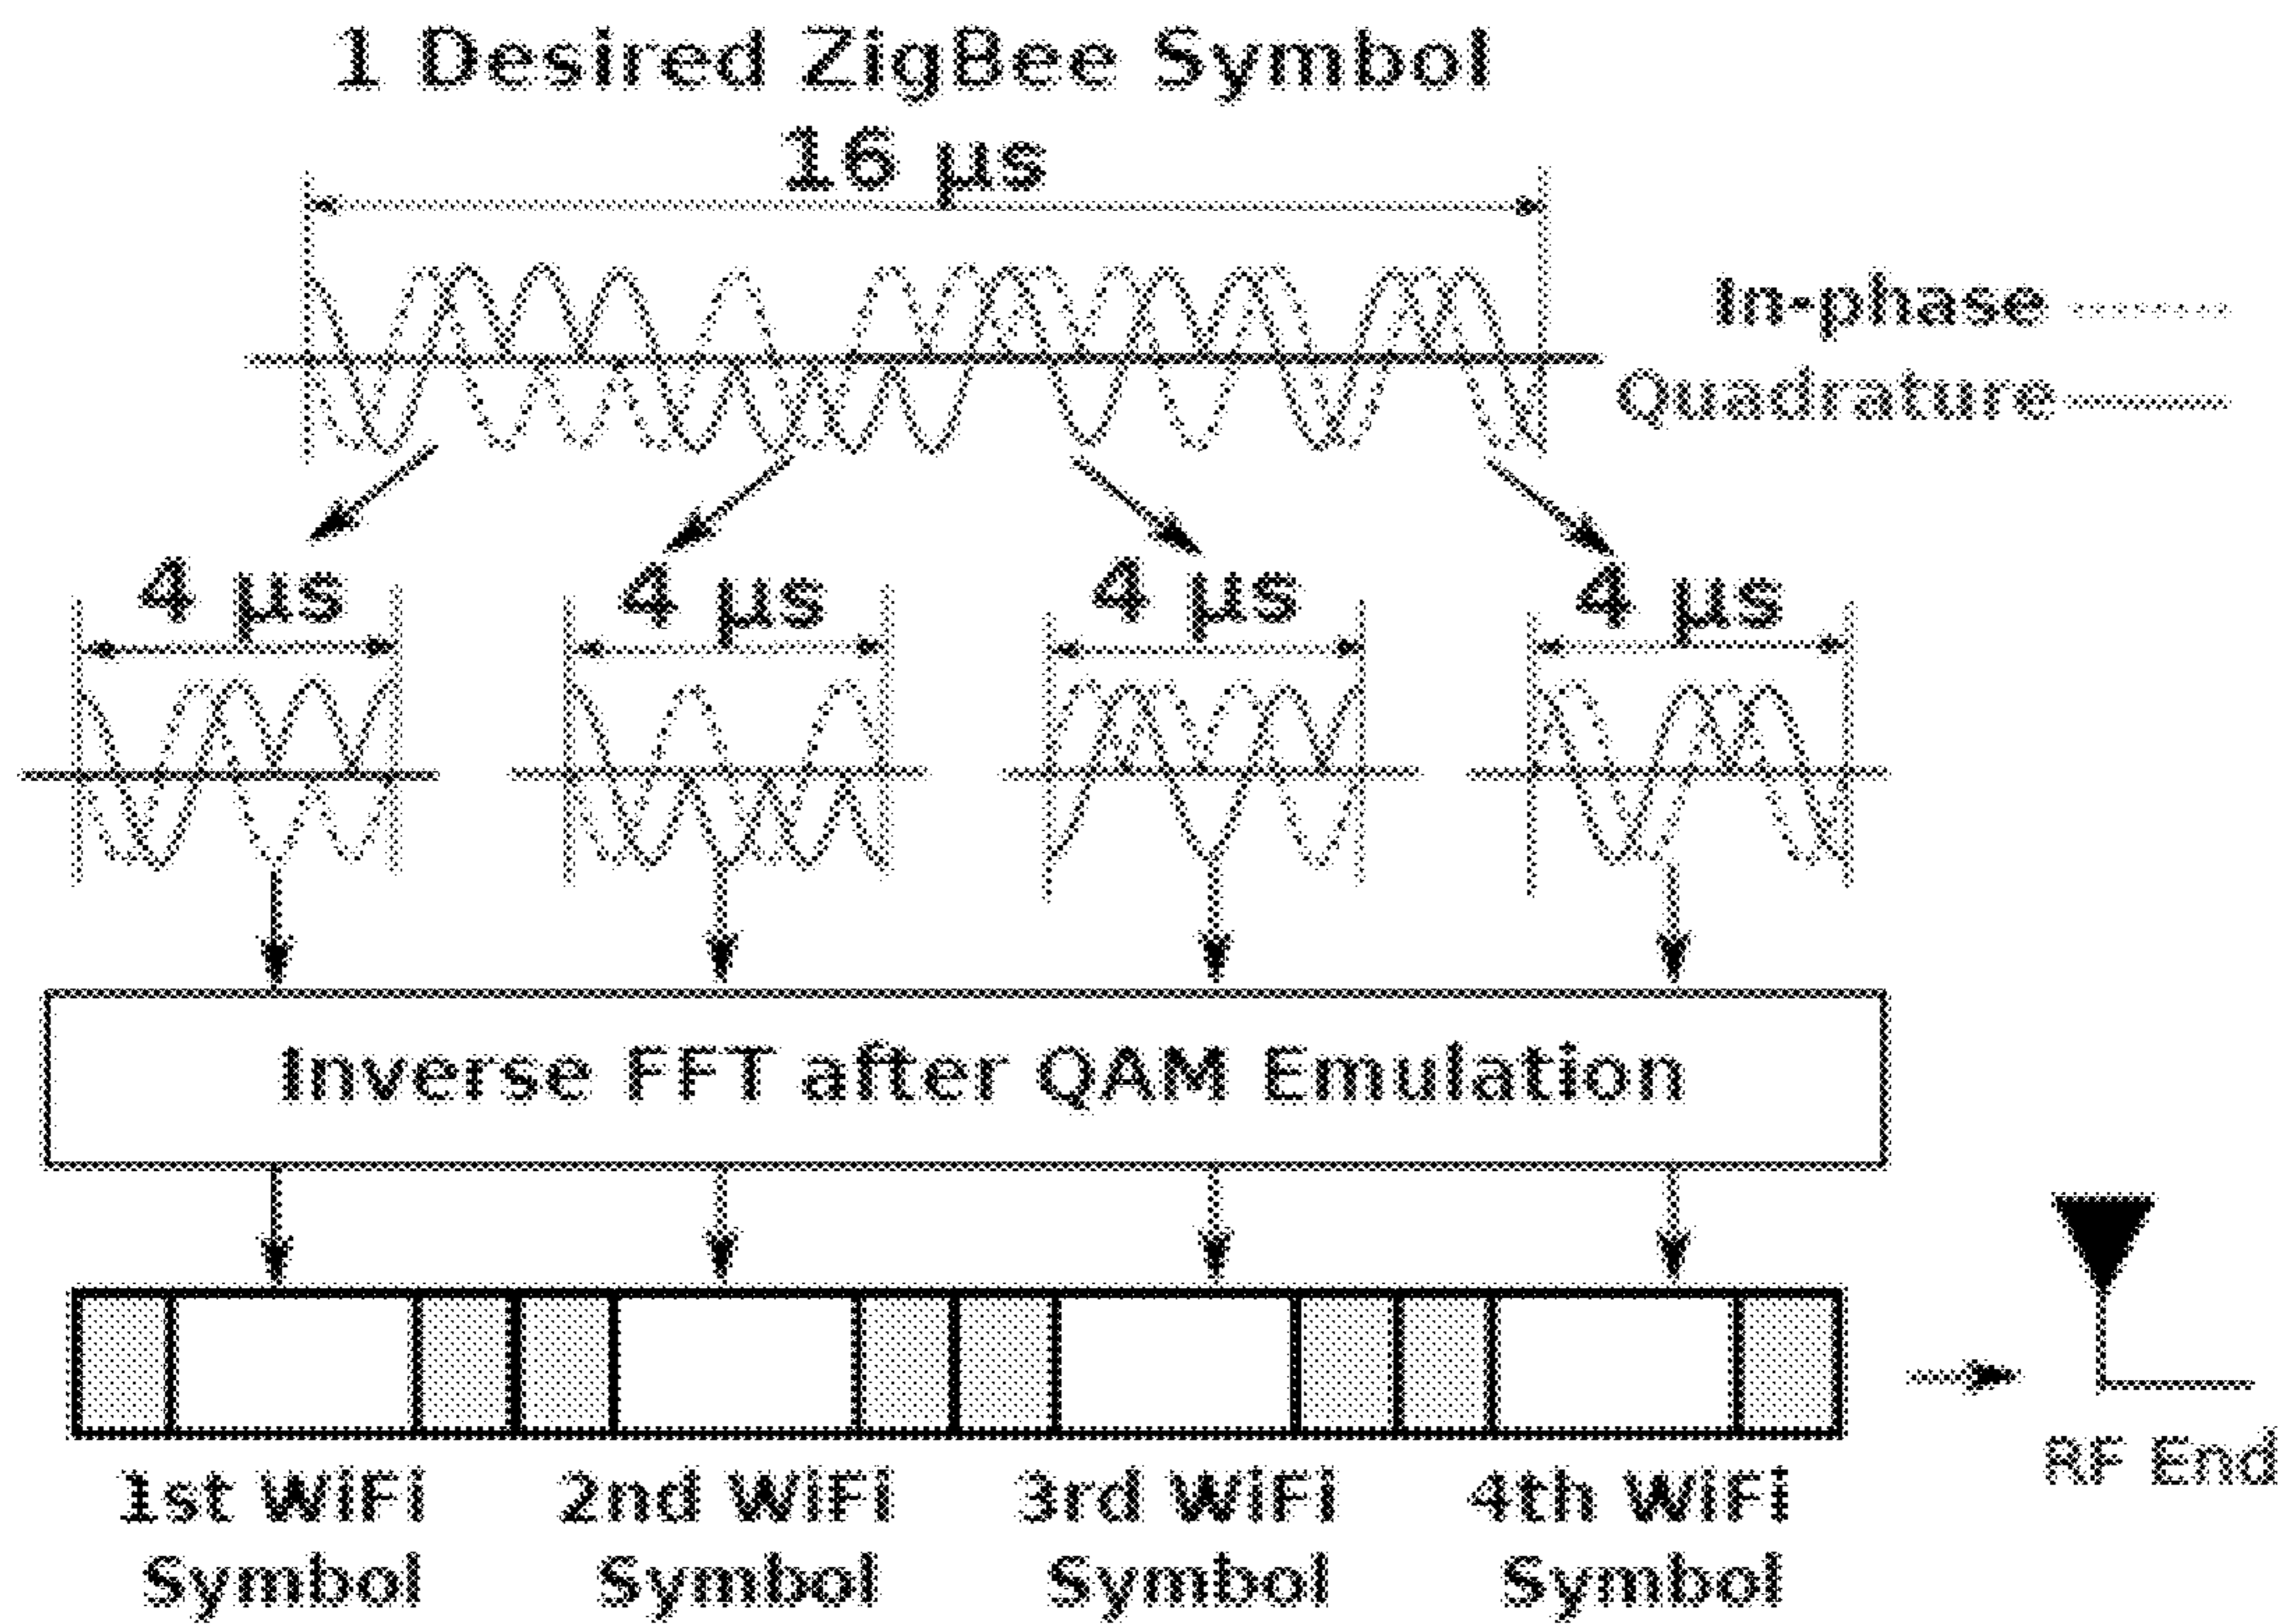 1 Desired ZigBee Symbol
16 μs
In-phase
Quadrature
4 μs
4 μs
4 μs
4 μs
Inverse FFT after QAM Emulation
1st WiFi
Symbol
2nd WiFi
Symbol
3rd WiFi
Symbol
4th WiFi
Symbol
RF End